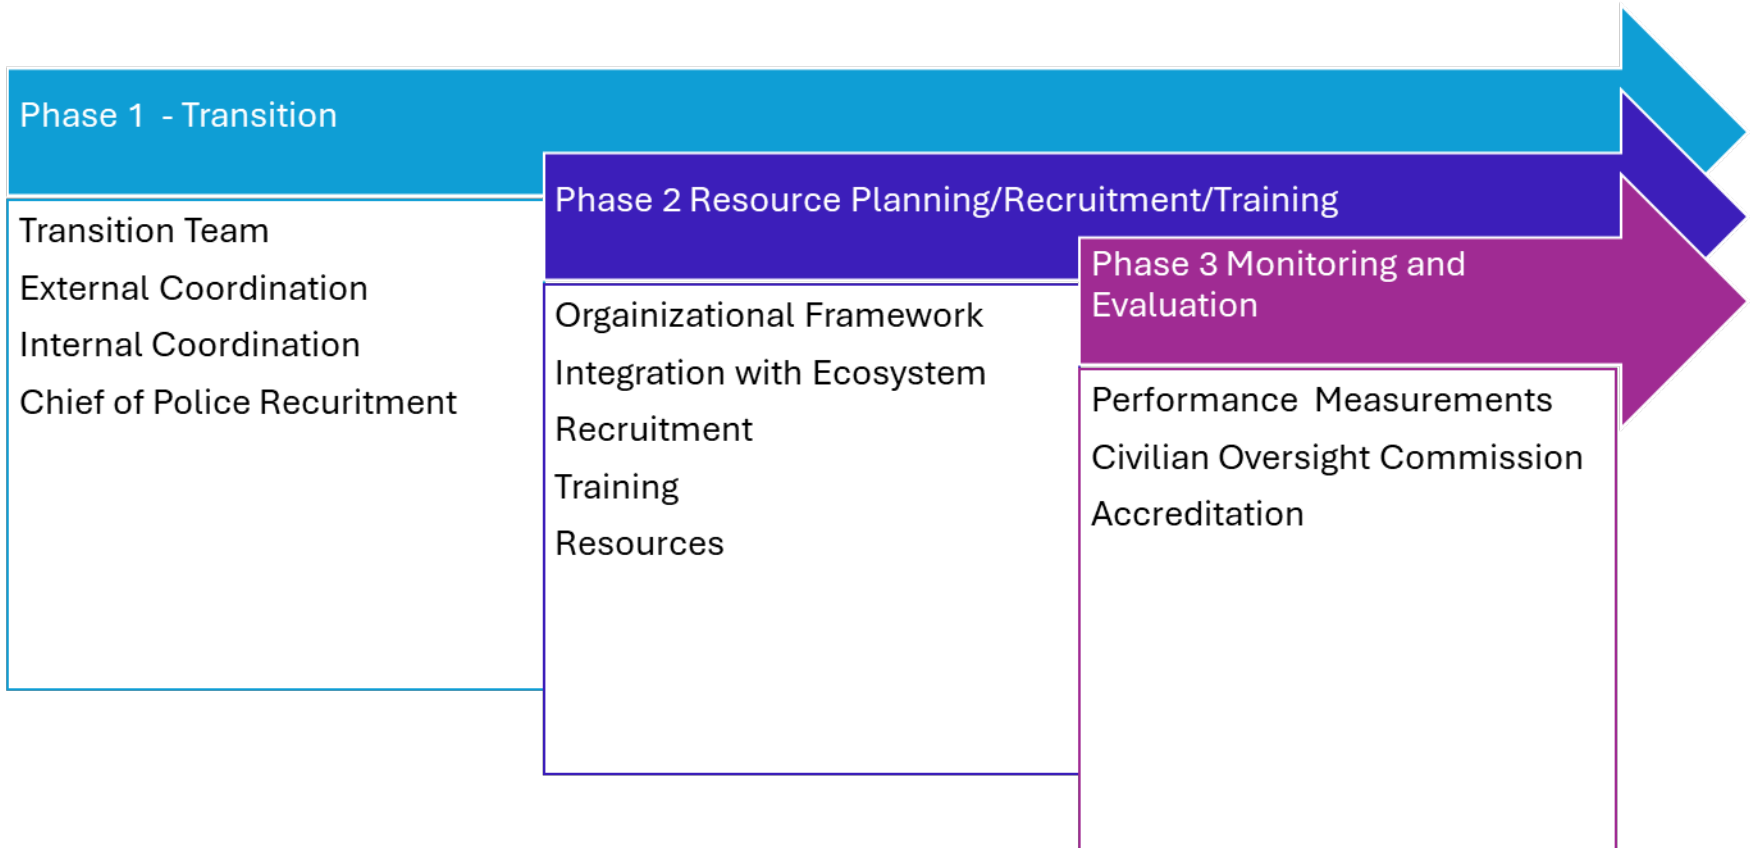 Phase 1  - Transition
Transition Team
External Coordination
Internal Coordination
Chief of Police Recuritment
Phase 2 Resource Planning/Recruitment/Training
Orgainizational Framework
Integration with Ecosystem
Recruitment
Training
Resources
Phase 3 Monitoring and
Evaluation
Performance  Measurements
Civilian Oversight Commission
Accreditation